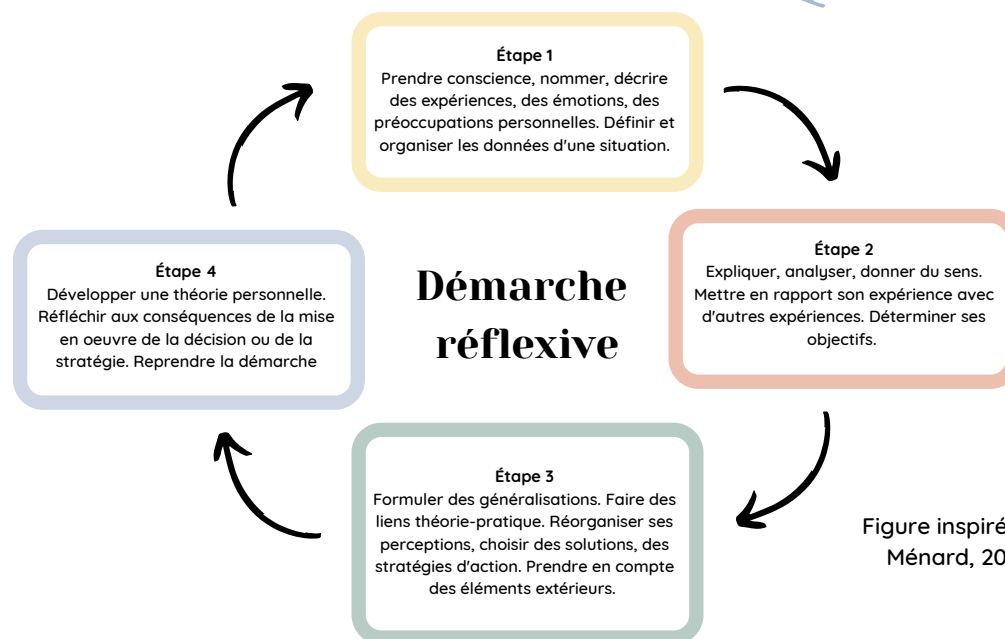 Étape 1
Prendre conscience, nommer, décrire
des expériences, des émotions, des
préoccupations personnelles. Définir et
organiser les données d'une situation.
Étape 2
Expliquer, analyser, donner du sens.
Mettre en rapport son expérience avec
d'autres expériences. Déterminer ses
objectifs.
Démarche
réflexive
Étape 4
Développer une théorie personnelle.
Réfléchir aux conséquences de la mise
en oeuvre de la décision ou de la
stratégie. Reprendre la démarche
Étape 3
Formuler des généralisations. Faire des
liens théorie-pratique. Réorganiser ses
perceptions, choisir des solutions, des
stratégies d'action. Prendre en compte
des éléments extérieurs.
Figure
Ménard,